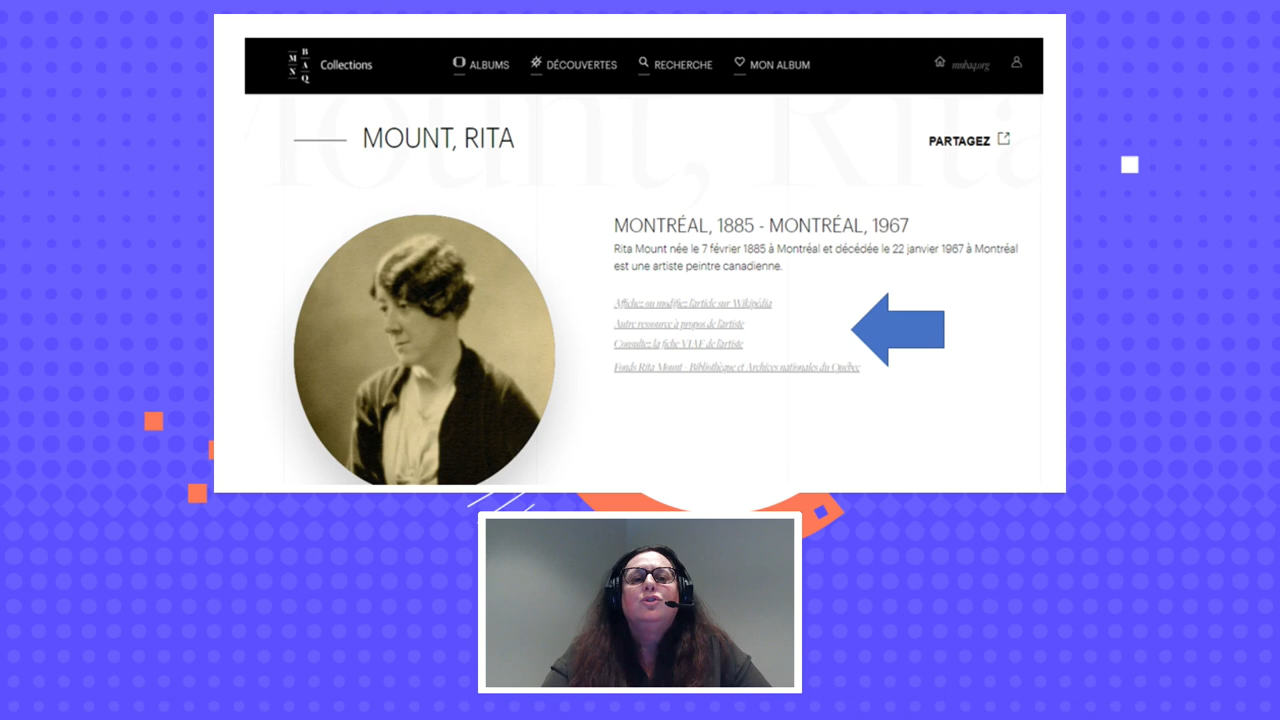 MNBAQ
Collections
ALBUMS
DÉCOUVERTES
RECHERCHE
MON ALBUM
mnbaq.org
Mount, Rita
MOUNT, RITA
PARTAGEZ
MONTRÉAL, 1885 - MONTRÉAL, 1967
Rita Mount née le 7 février 1885 à Montréal et décédée le 22 janvier 1967 à Montréal
est une artiste peintre canadienne.
Affichez ou modifiez l'article sur Wikipédia
Autre ressource à propos de l'artiste
Consultez la fiche VIAF de l'artiste
Fonds Rita Mount - Bibliothèque et Archives nationales du Québec